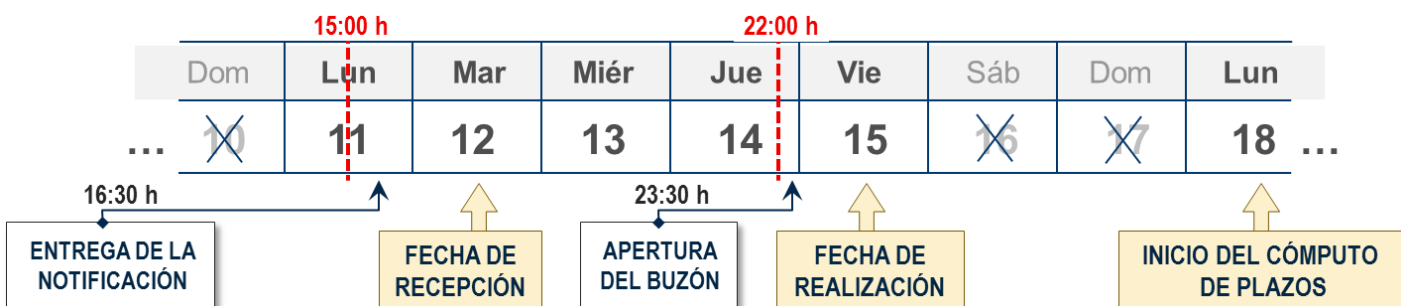 15:00 h 22:00 h
Dom Lun Mar Miér Jue Vie Sáb Dom Lun
... 10 11 12 13 14 15 16 17 18 ...
16:30 h 23:30 h
ENTREGA DE LA
NOTIFICACIÓN
FECHA DE
RECEPCIÓN
APERTURA
DEL BUZÓN
FECHA DE
REALIZACIÓN
INICIO DEL CÓMPUTO
DE PLAZOS